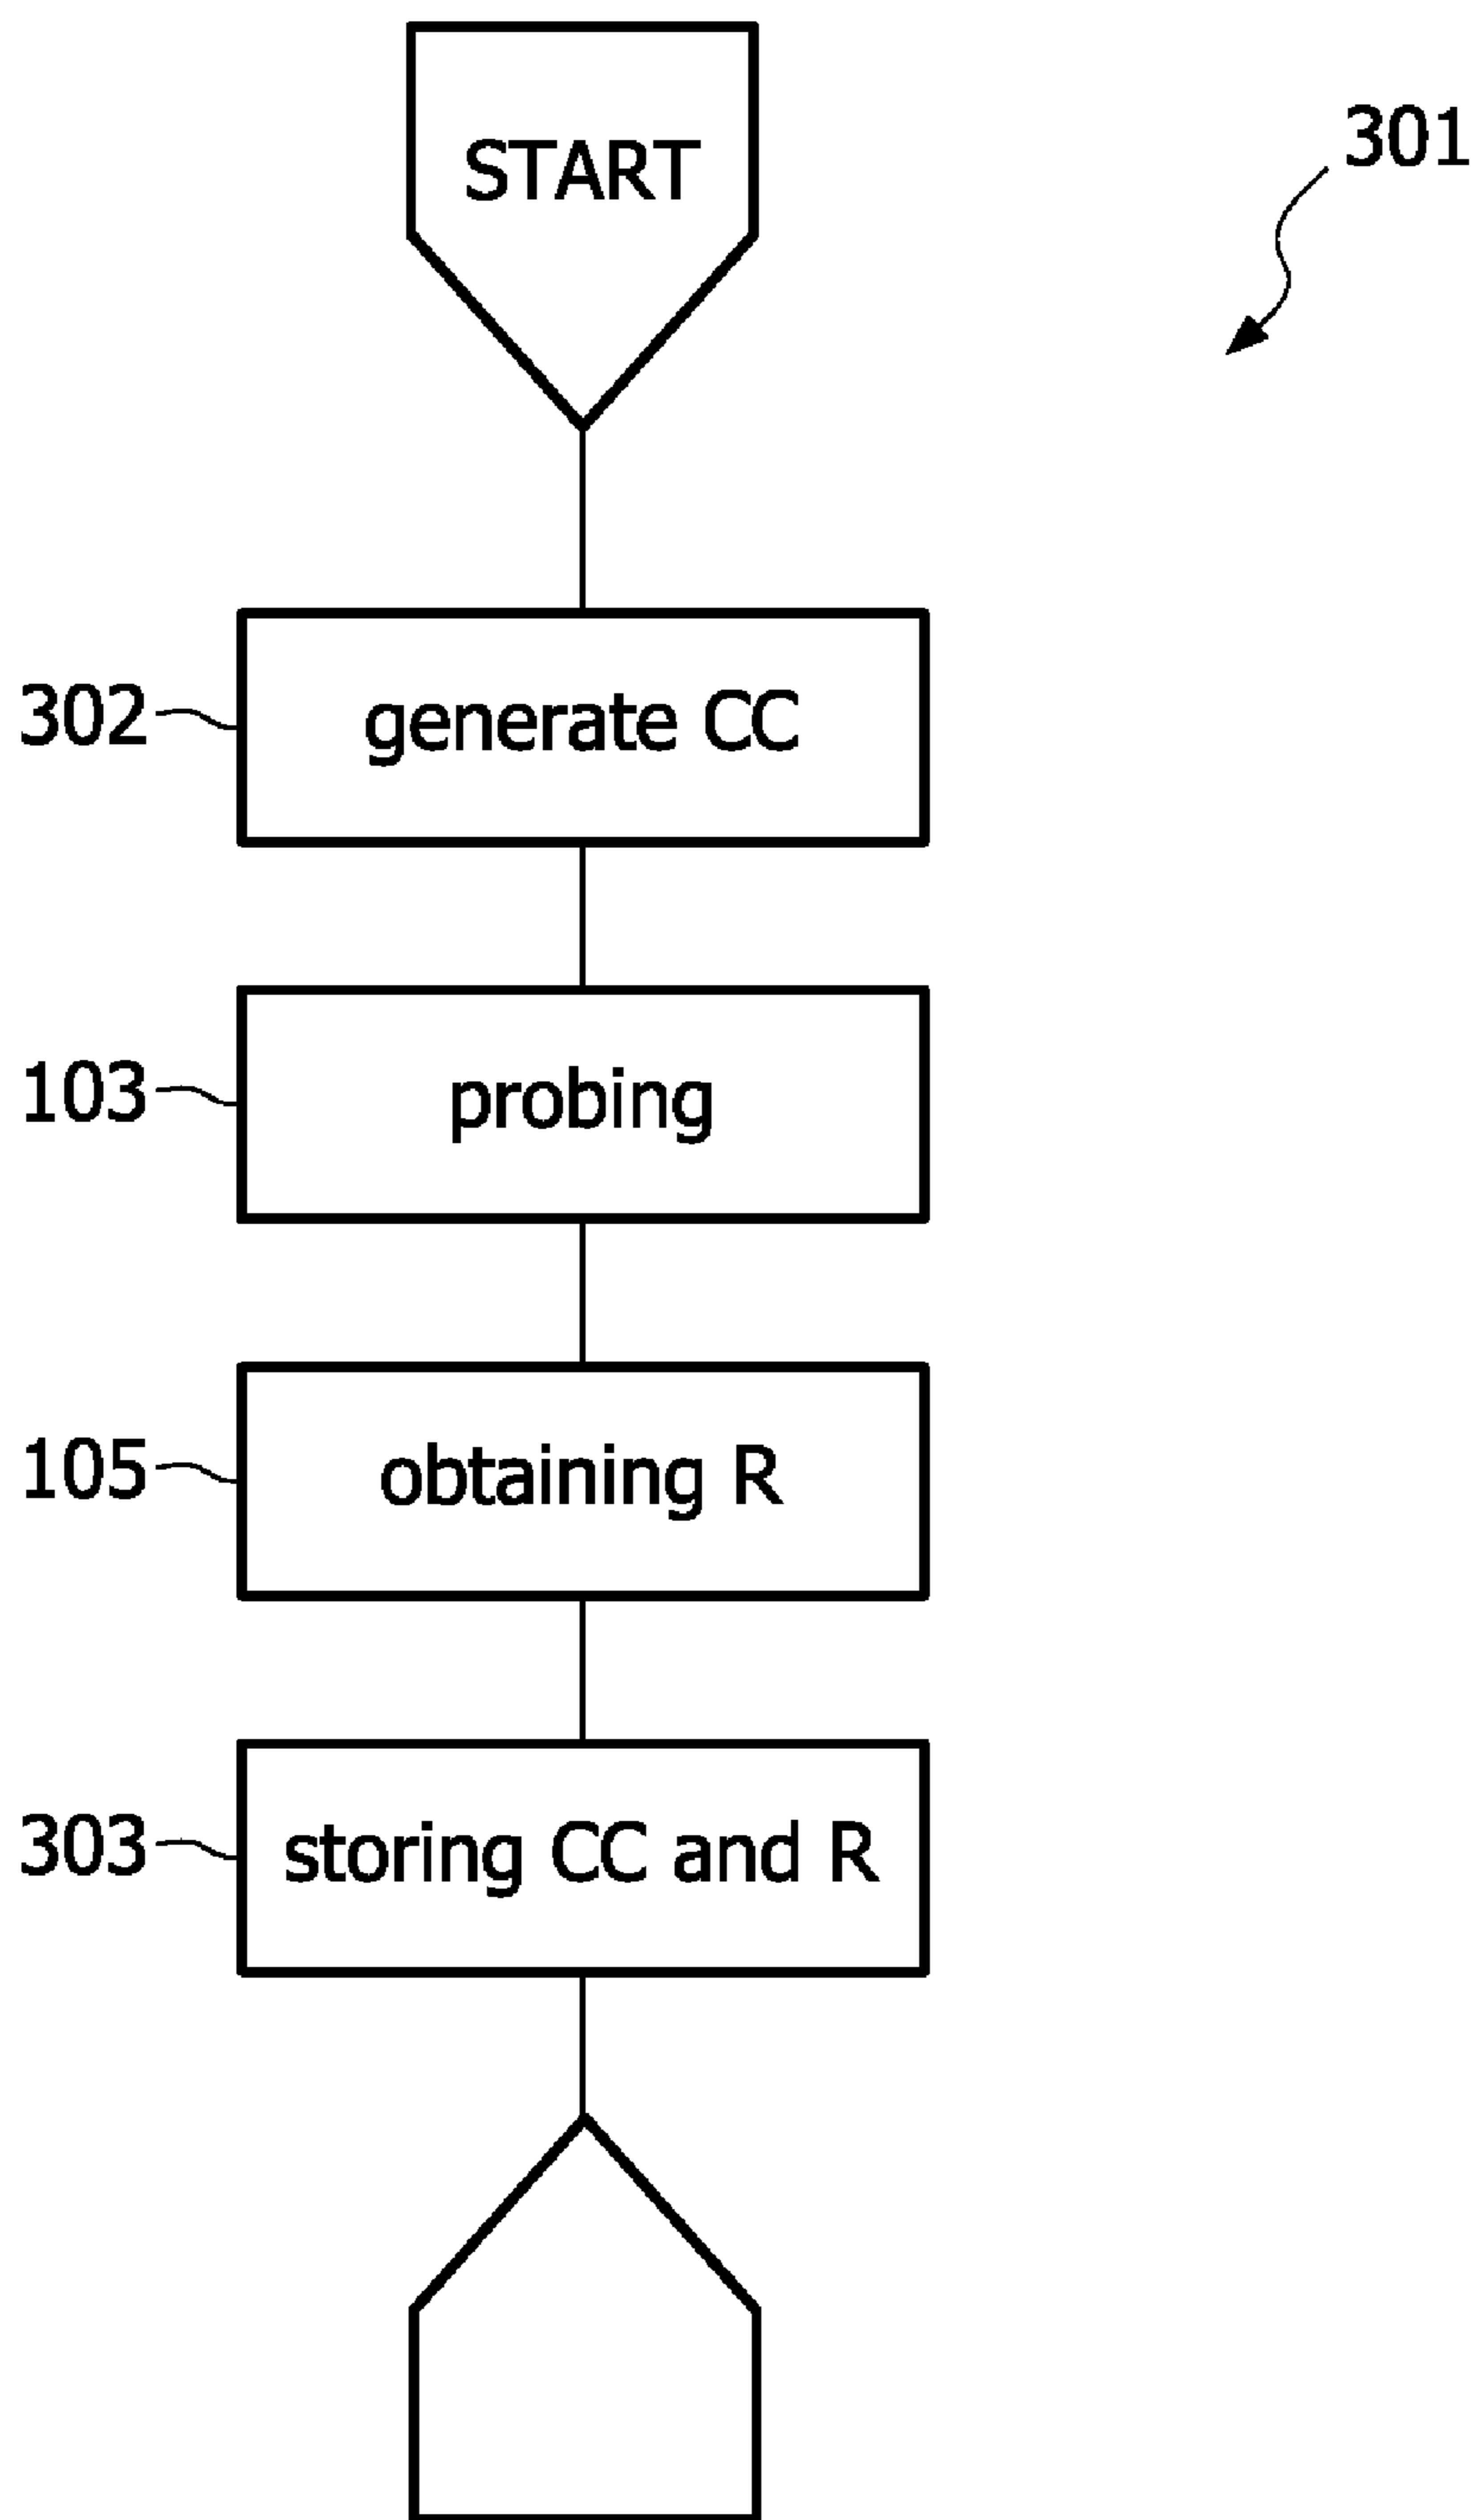 START
301
302
generate CC
103
probing
105
obtaining R
303
storing CC and R